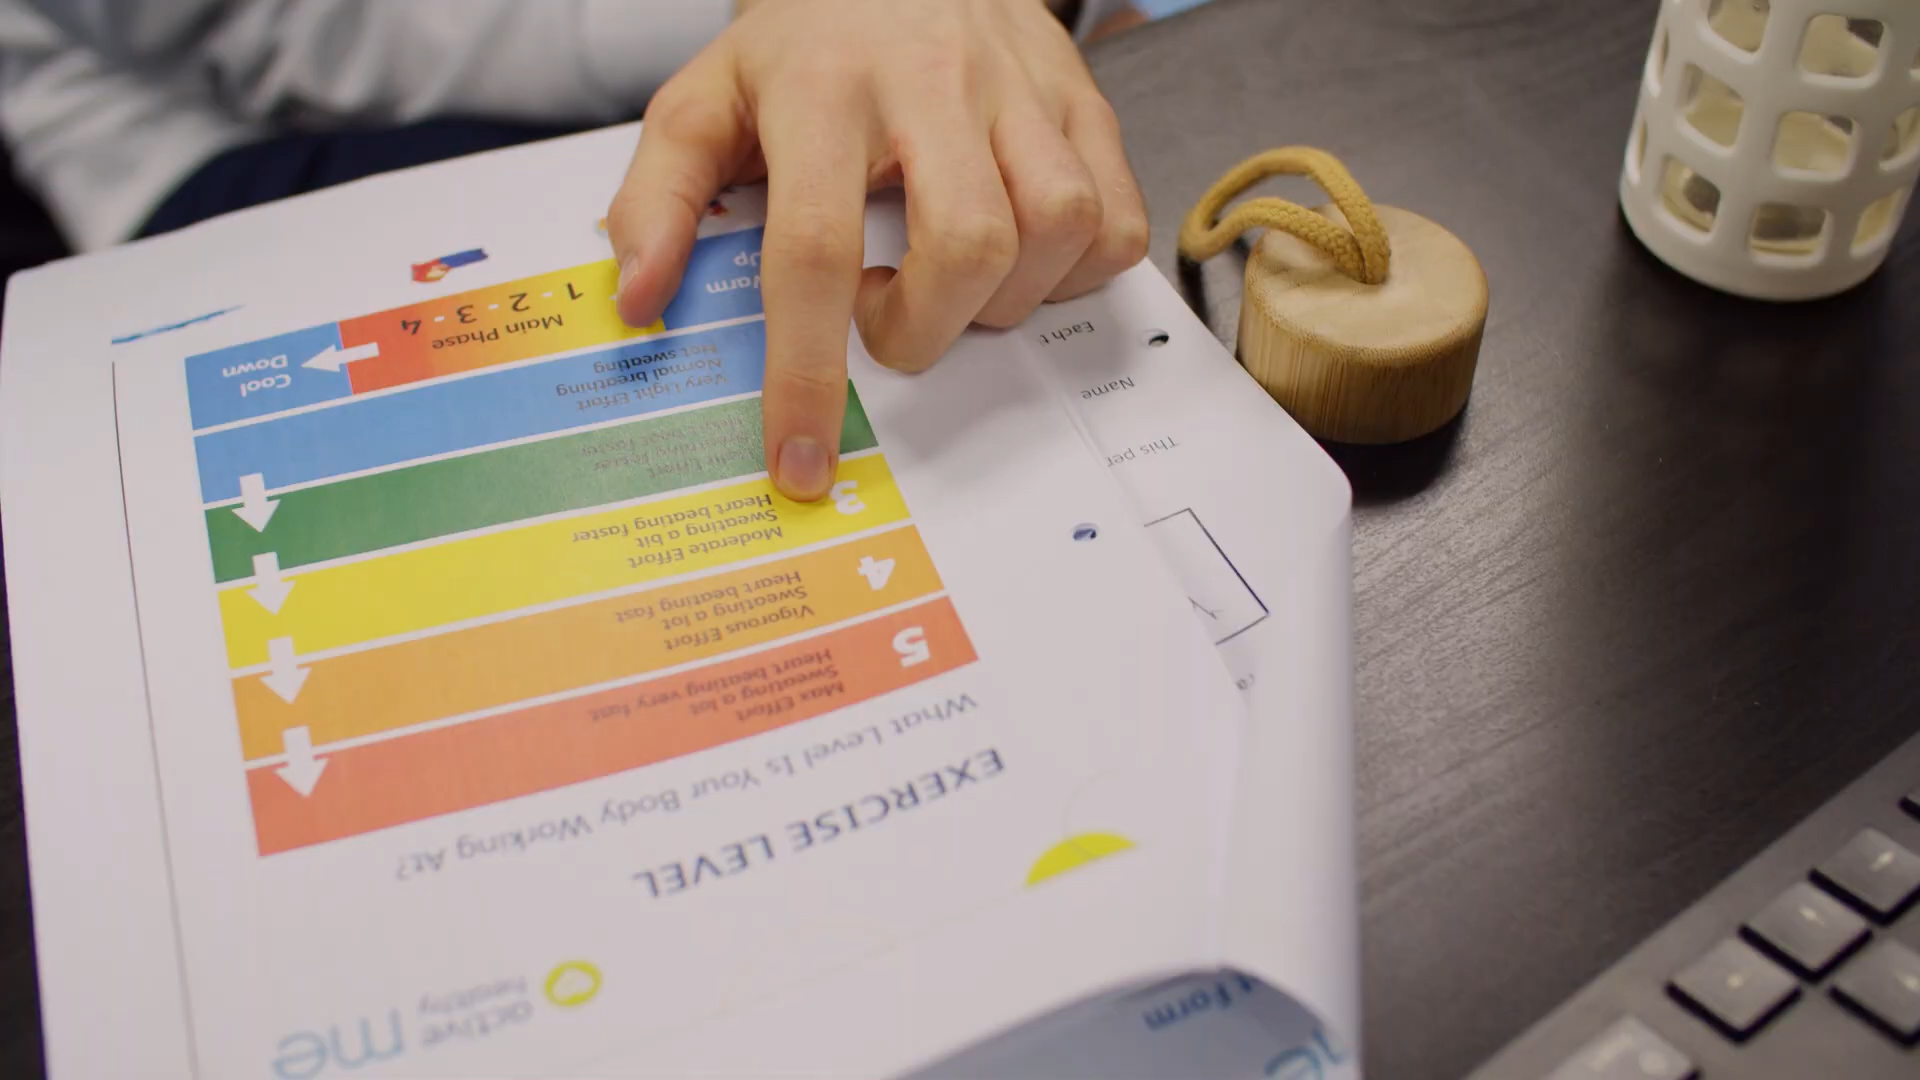 active
healthy
me
EXERCISE LEVEL
What Level Is Your Body Working At?
5
Max Effort
Sweating a lot
Heart beating very fast
4
Vigorous Effort
Sweating a lot
Heart beating fast
3
Moderate Effort
Sweating a bit
Heart beating faster
Light Effort
Very Light Effort
Normal breathing
Not sweating
Main Phase
1 - 2 - 3 - 4
Cool
Down
Up
Form
This
Name
Each